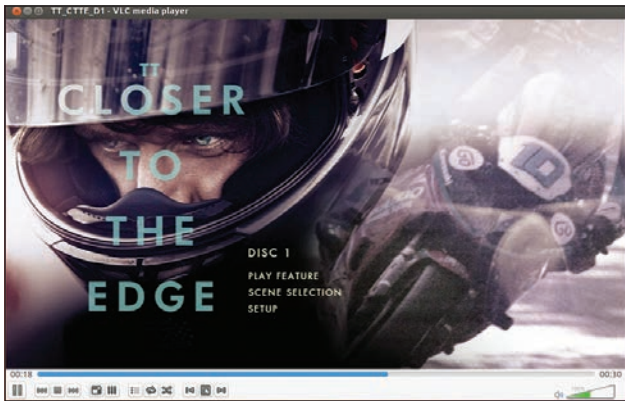 TT_CTTE_D1 - VLC media player
TT
CLOSER
TO
THE
EDGE
DISC 1
PLAY FEATURE
SCENE SELECTION
SETUP
10
00:18
00:30